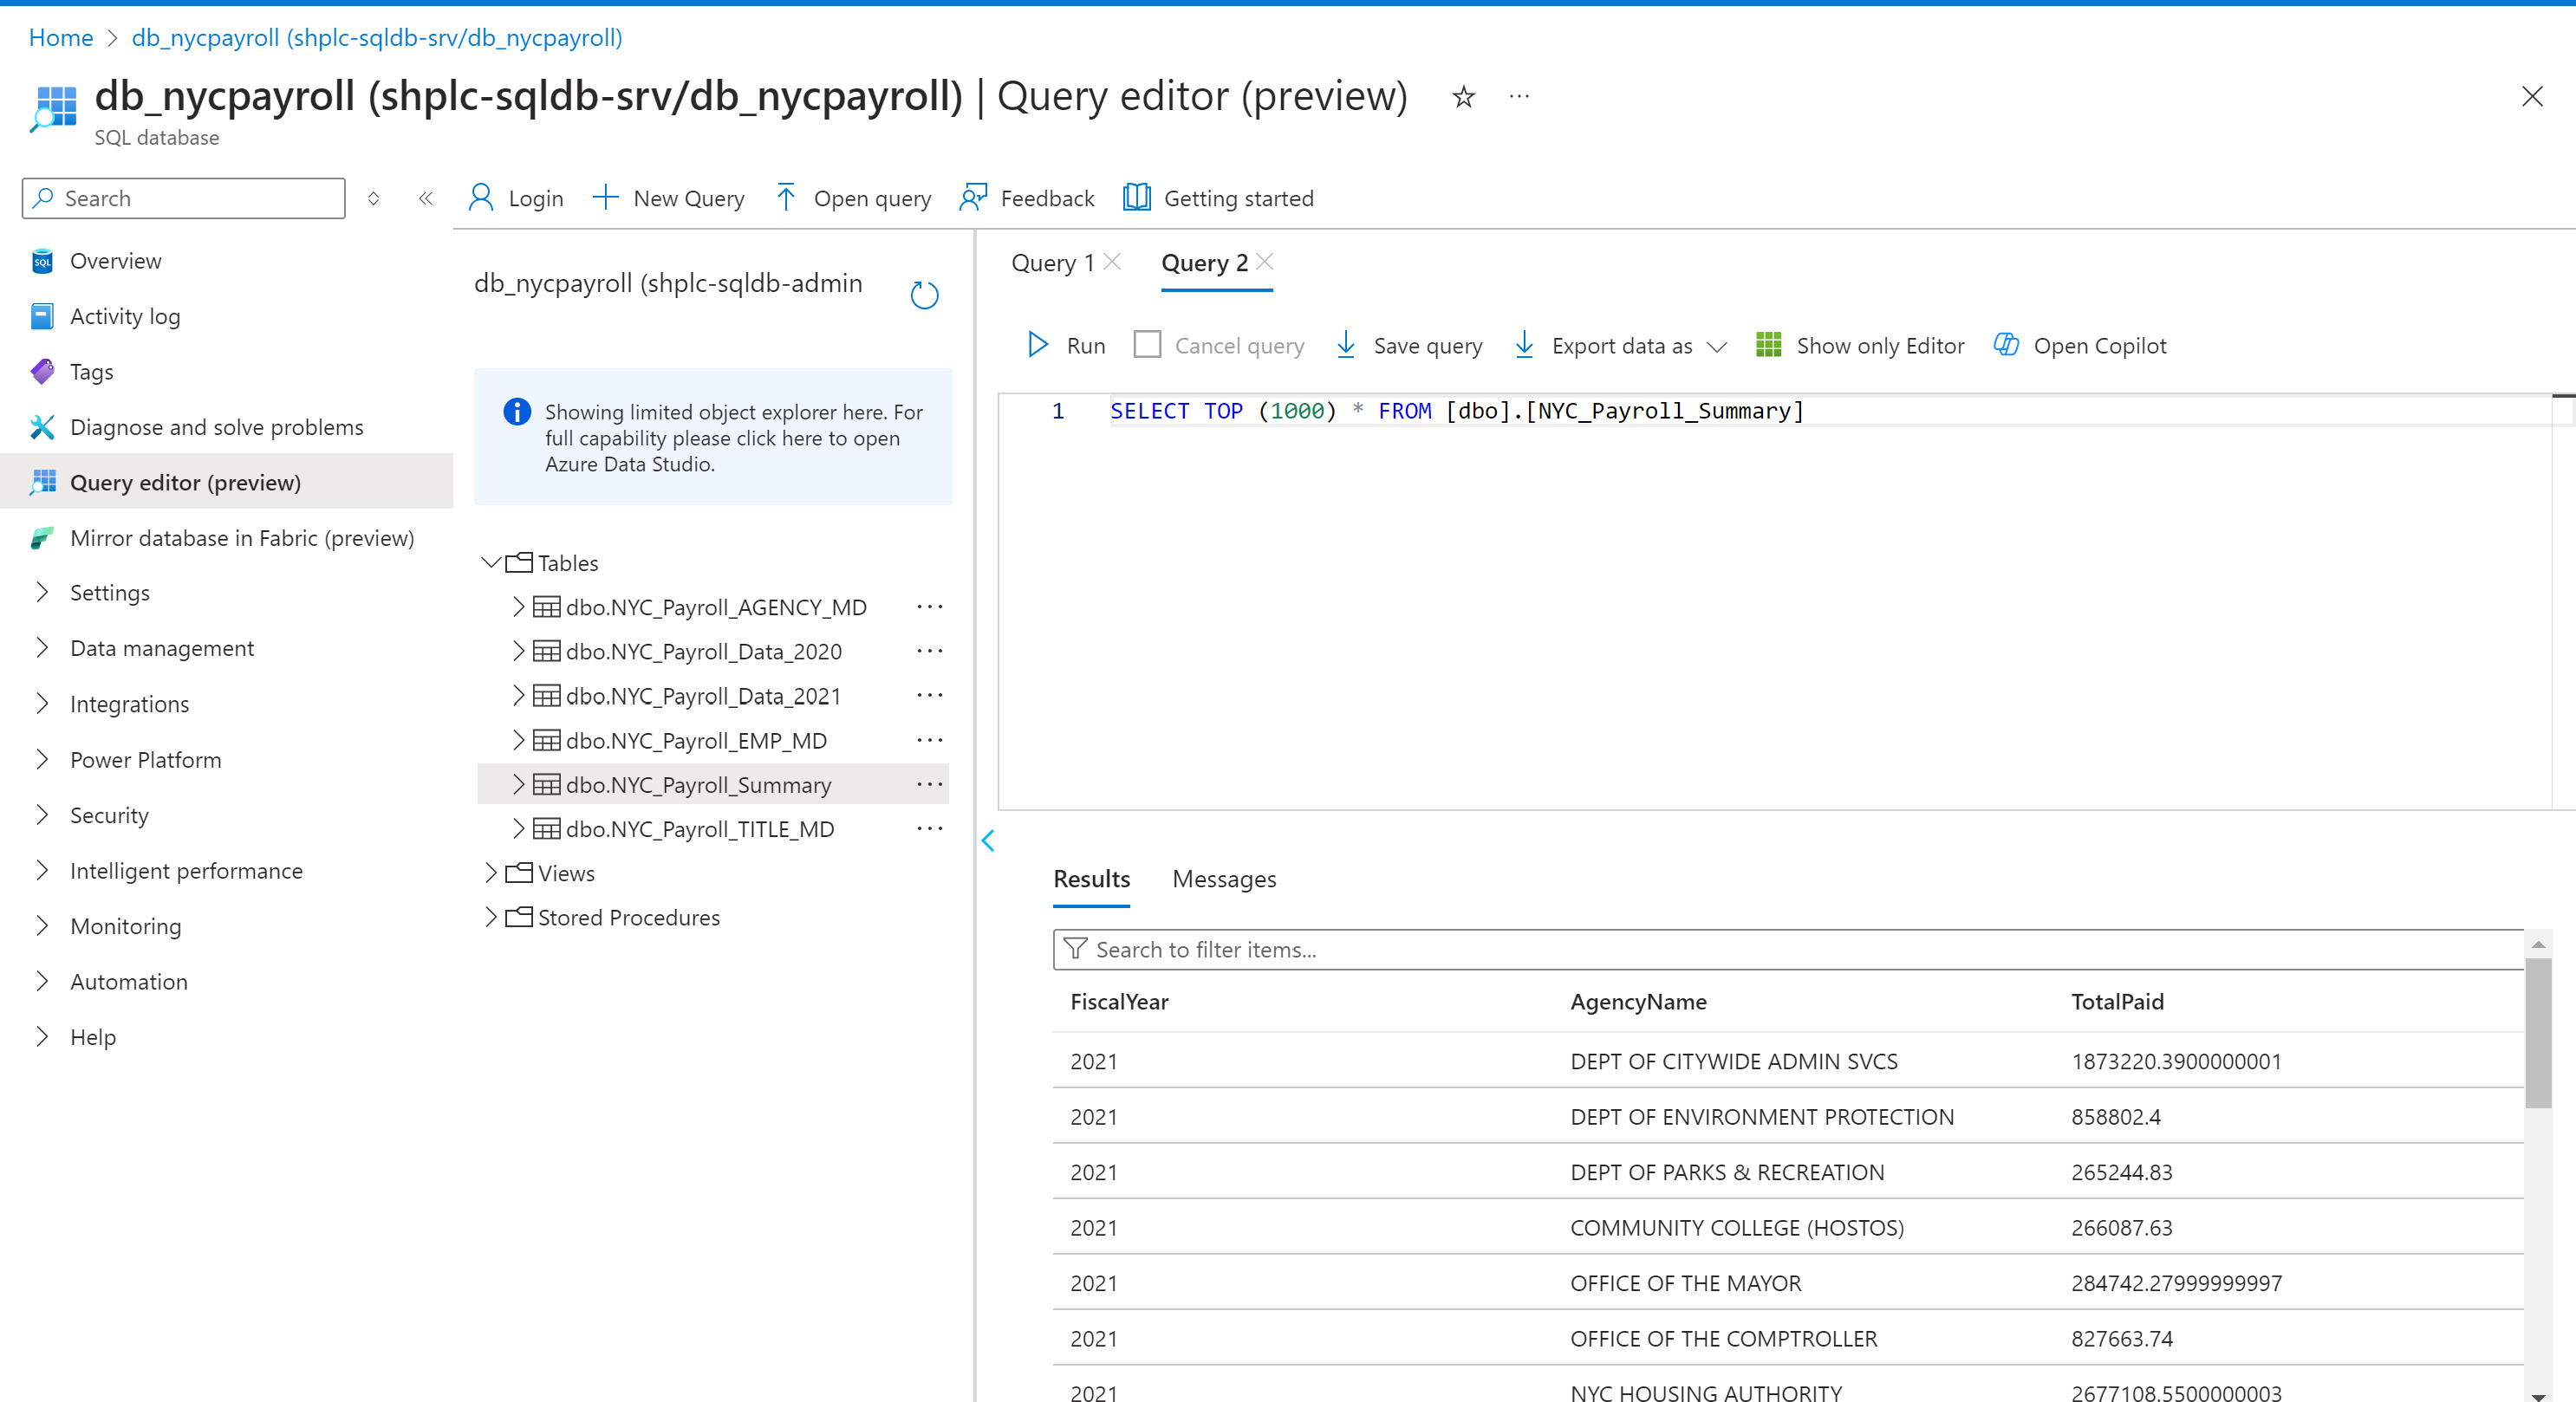 Home > db_nycpayroll (shplc-sqldb-srv/db_nycpayroll)
db_nycpayroll (shplc-sqldb-srv/db_nycpayroll) | Query editor (preview) ☆ ···
SQL database
Search
Overview
Activity log
Tags
Diagnose and solve problems
Query editor (preview)
Mirror database in Fabric (preview)
Settings
Data management
Integrations
Power Platform
Security
Intelligent performance
Monitoring
Automation
Help
Login New Query Open query Feedback Getting started
db_nycpayroll (shplc-sqldb-admin
Showing limited object explorer here. For
full capability please click here to open
Azure Data Studio.
Tables
dbo.NYC_Payroll_AGENCY_MD ···
dbo.NYC_Payroll_Data_2020 ···
dbo.NYC_Payroll_Data_2021 ···
dbo.NYC_Payroll_EMP_MD ···
dbo.NYC_Payroll_Summary ···
dbo.NYC_Payroll_TITLE_MD ···
Views
Stored Procedures
Query 1 Query 2
Run Cancel query Save query Export data as Show only Editor Open Copilot
1 SELECT TOP (1000) * FROM [dbo].[NYC_Payroll_Summary]
Results Messages
Search to filter items...
FiscalYear AgencyName TotalPaid
2021 DEPT OF CITYWIDE ADMIN SVCS 1873220.3900000001
2021 DEPT OF ENVIRONMENT PROTECTION 858802.4
2021 DEPT OF PARKS & RECREATION 265244.83
2021 COMMUNITY COLLEGE (HOSTOS) 266087.63
2021 OFFICE OF THE MAYOR 284742.27999999997
2021 OFFICE OF THE COMPTROLLER 827663.74
2021 NYC HOUSING AUTHORITY 2677108.5500000003